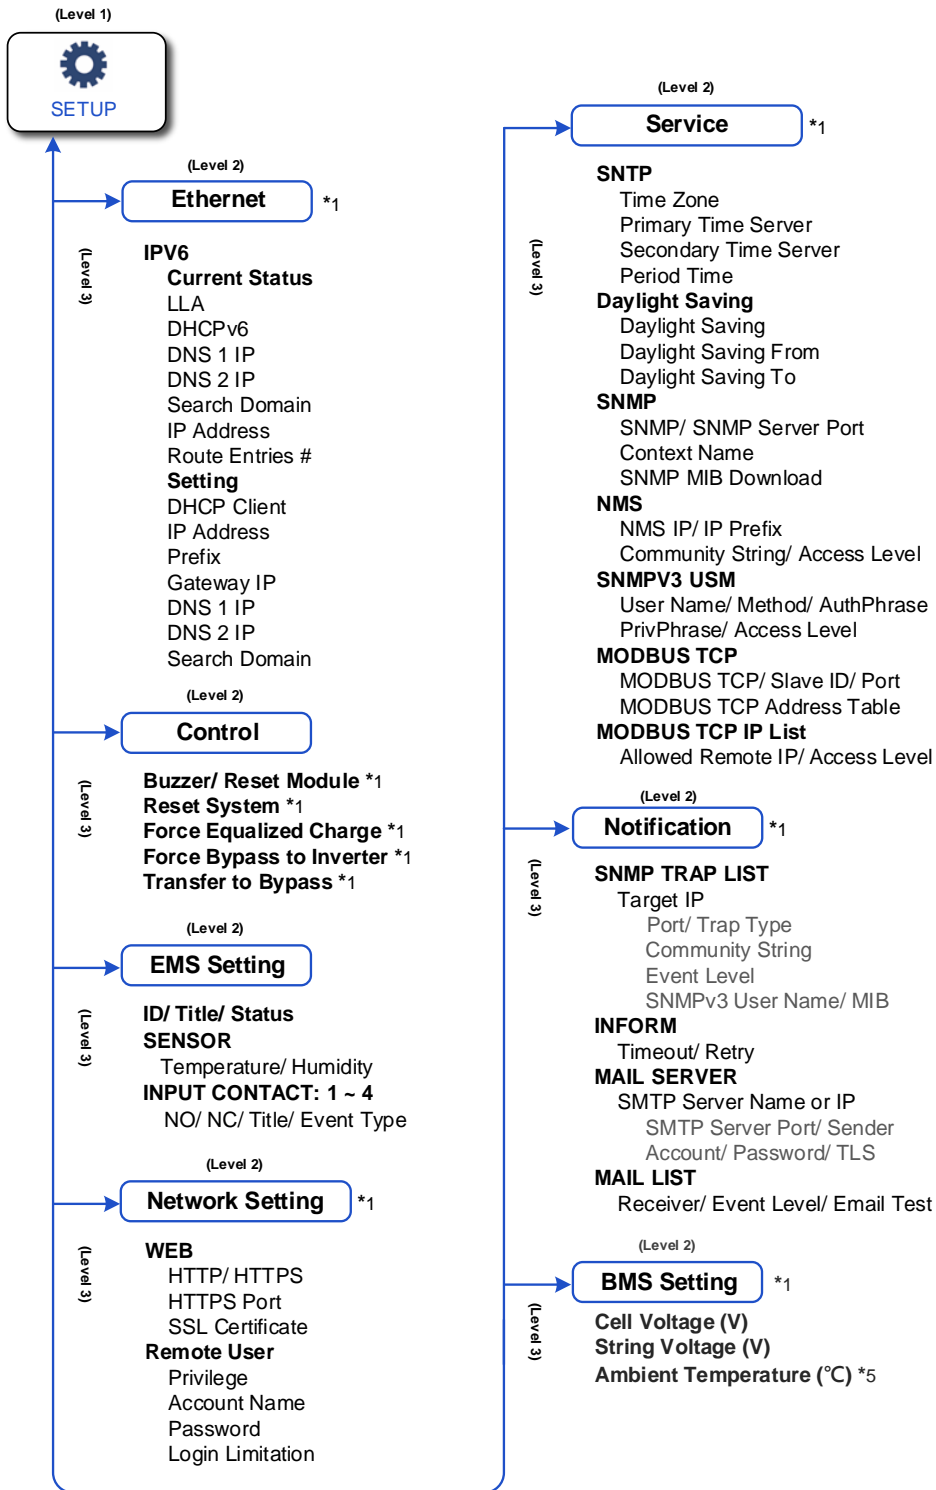 (Level 1)
SETUP
(Level 2)
Ethernet *1
(Level 3)
IPV6
Current Status
LLA
DHCPv6
DNS 1 IP
DNS 2 IP
Search Domain
IP Address
Route Entries #
Setting
DHCP Client
IP Address
Prefix
Gateway IP
DNS 1 IP
DNS 2 IP
Search Domain
(Level 2)
Control
(Level 3)
Buzzer/ Reset Module *1
Reset System *1
Force Equalized Charge *1
Force Bypass to Inverter *1
Transfer to Bypass *1
(Level 2)
EMS Setting
(Level 3)
ID/ Title/ Status
SENSOR
Temperature/ Humidity
INPUT CONTACT: 1 ~ 4
NO/ NC/ Title/ Event Type
(Level 2)
Network Setting *1
(Level 3)
WEB
HTTP/ HTTPS
HTTPS Port
SSL Certificate
Remote User
Privilege
Account Name
Password
Login Limitation
(Level 2)
Service *1
(Level 3)
SNTP
Time Zone
Primary Time Server
Secondary Time Server
Period Time
Daylight Saving
Daylight Saving
Daylight Saving From
Daylight Saving To
SNMP
SNMP/ SNMP Server Port
Context Name
SNMP MIB Download
NMS
NMS IP/ IP Prefix
Community String/ Access Level
SNMPV3 USM
User Name/ Method/ AuthPhrase
PrivPhrase/ Access Level
MODBUS TCP
MODBUS TCP/ Slave ID/ Port
MODBUS TCP Address Table
MODBUS TCP IP List
Allowed Remote IP/ Access Level
(Level 2)
Notification *1
(Level 3)
SNMP TRAP LIST
Target IP
Port/ Trap Type
Community String
Event Level
SNMPv3 User Name/ MIB
INFORM
Timeout/ Retry
MAIL SERVER
SMTP Server Name or IP
SMTP Server Port/ Sender
Account/ Password/ TLS
MAIL LIST
Receiver/ Event Level/ Email Test
(Level 2)
BMS Setting *1
(Level 3)
Cell Voltage (V)
String Voltage (V)
Ambient Temperature (℃) *5